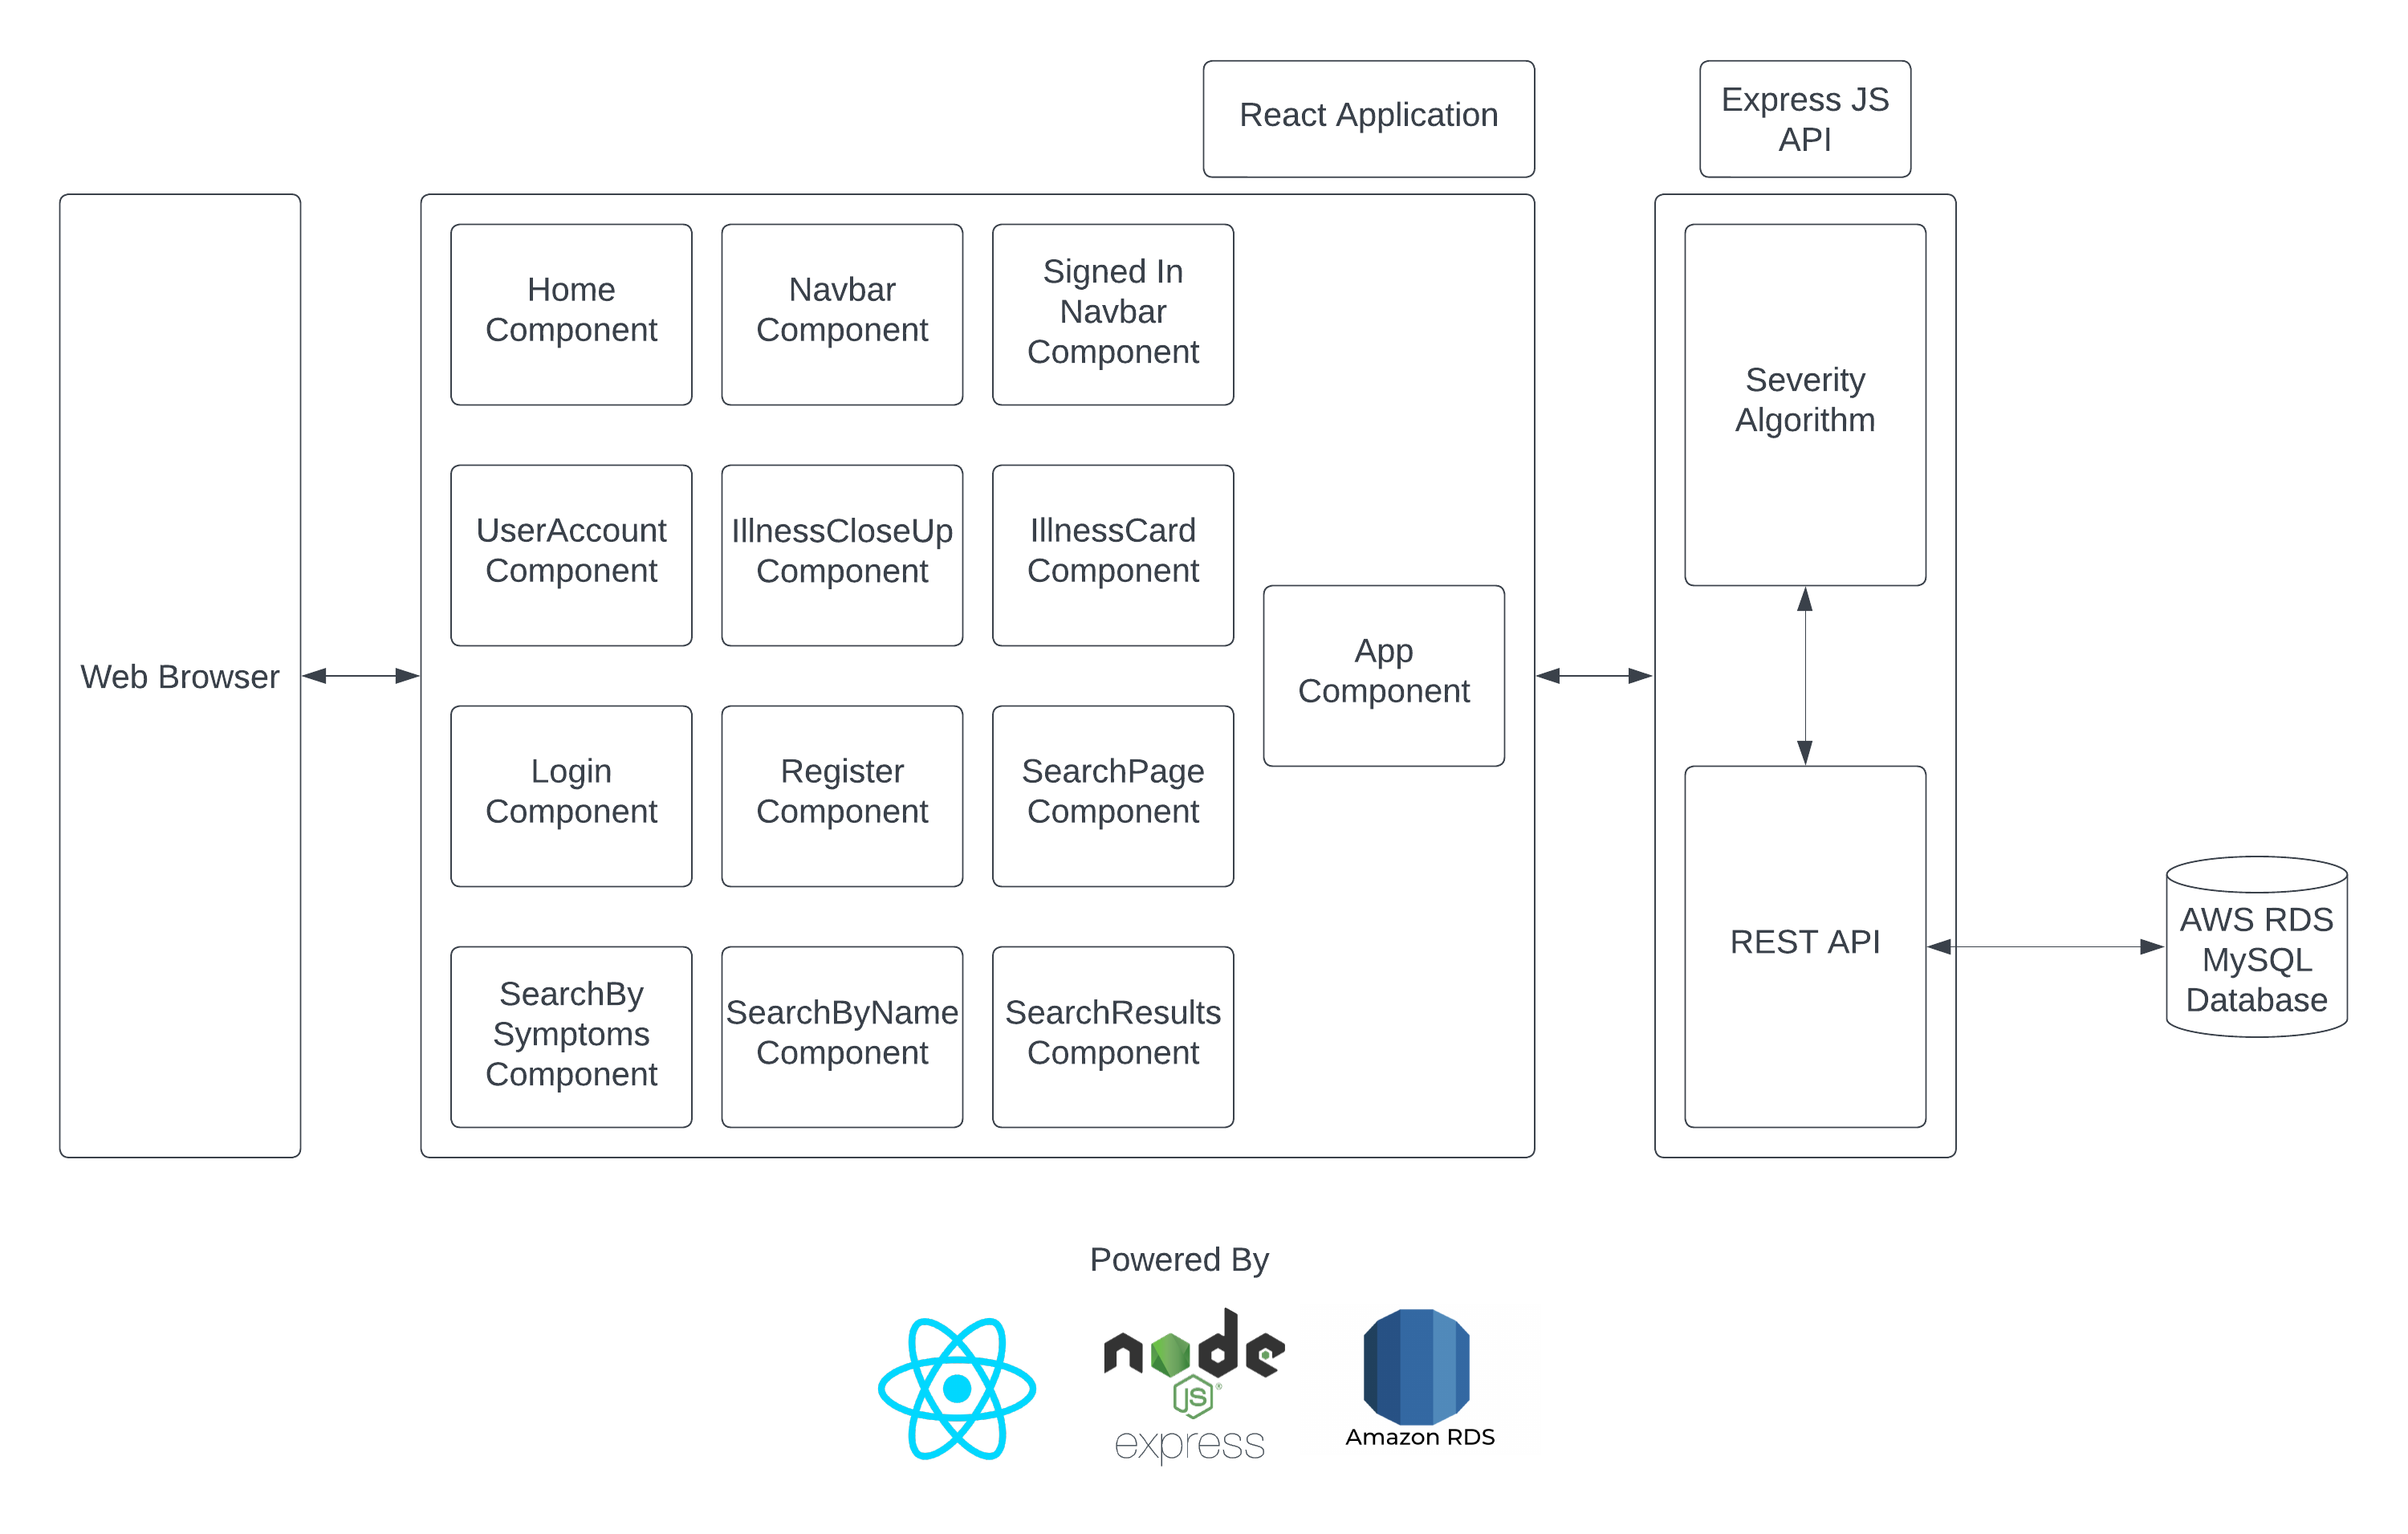 React Application
Express JS
API
Web Browser
Home
Component
Navbar
Component
Signed In
Navbar
Component
UserAccount
Component
IllnessCloseUp
Component
IllnessCard
Component
Login
Component
Register
Component
SearchPage
Component
SearchBy
Symptoms
Component
SearchByName
Component
SearchResults
Component
App
Component
Severity
Algorithm
REST API
AWS RDS
MySQL
Database
Powered By
node
JS®
express
Amazon RDS